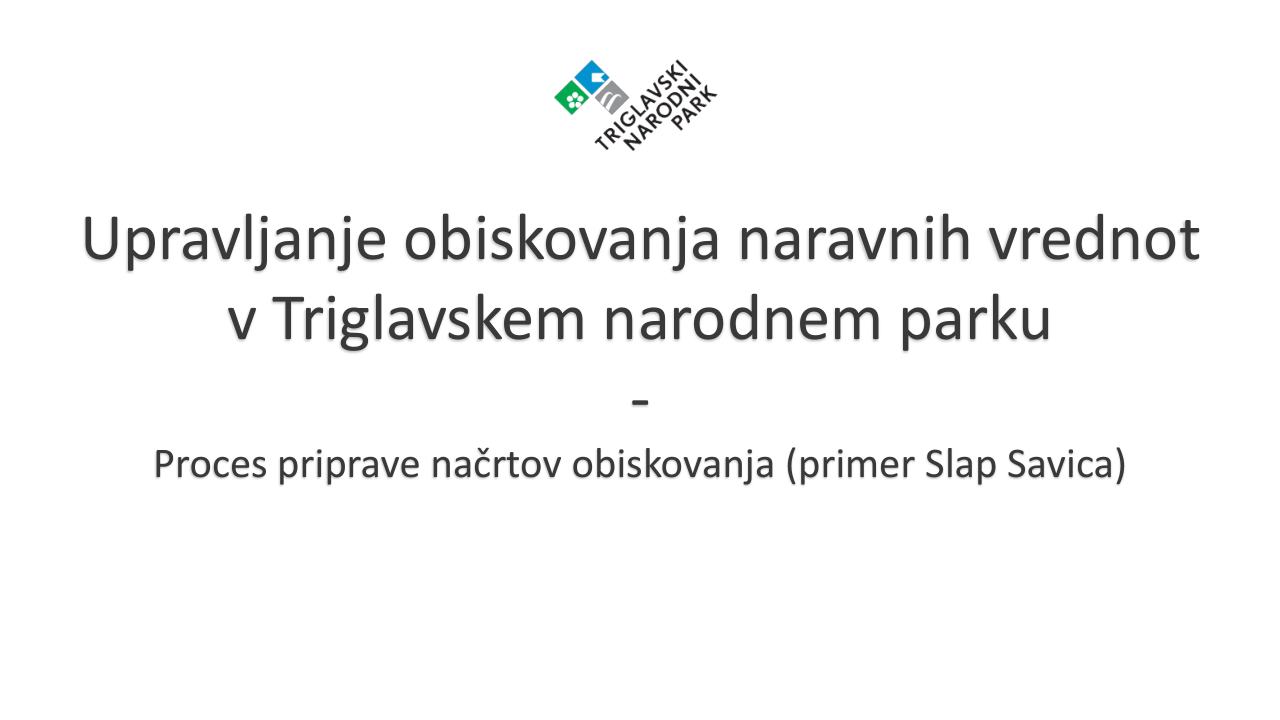 TRIGLAVSKI
NARODNI
PARK
Upravljanje obiskovanja naravnih vrednot
v Triglavskem narodnem parku
-
Proces priprave načrtov obiskovanja (primer Slap Savica)